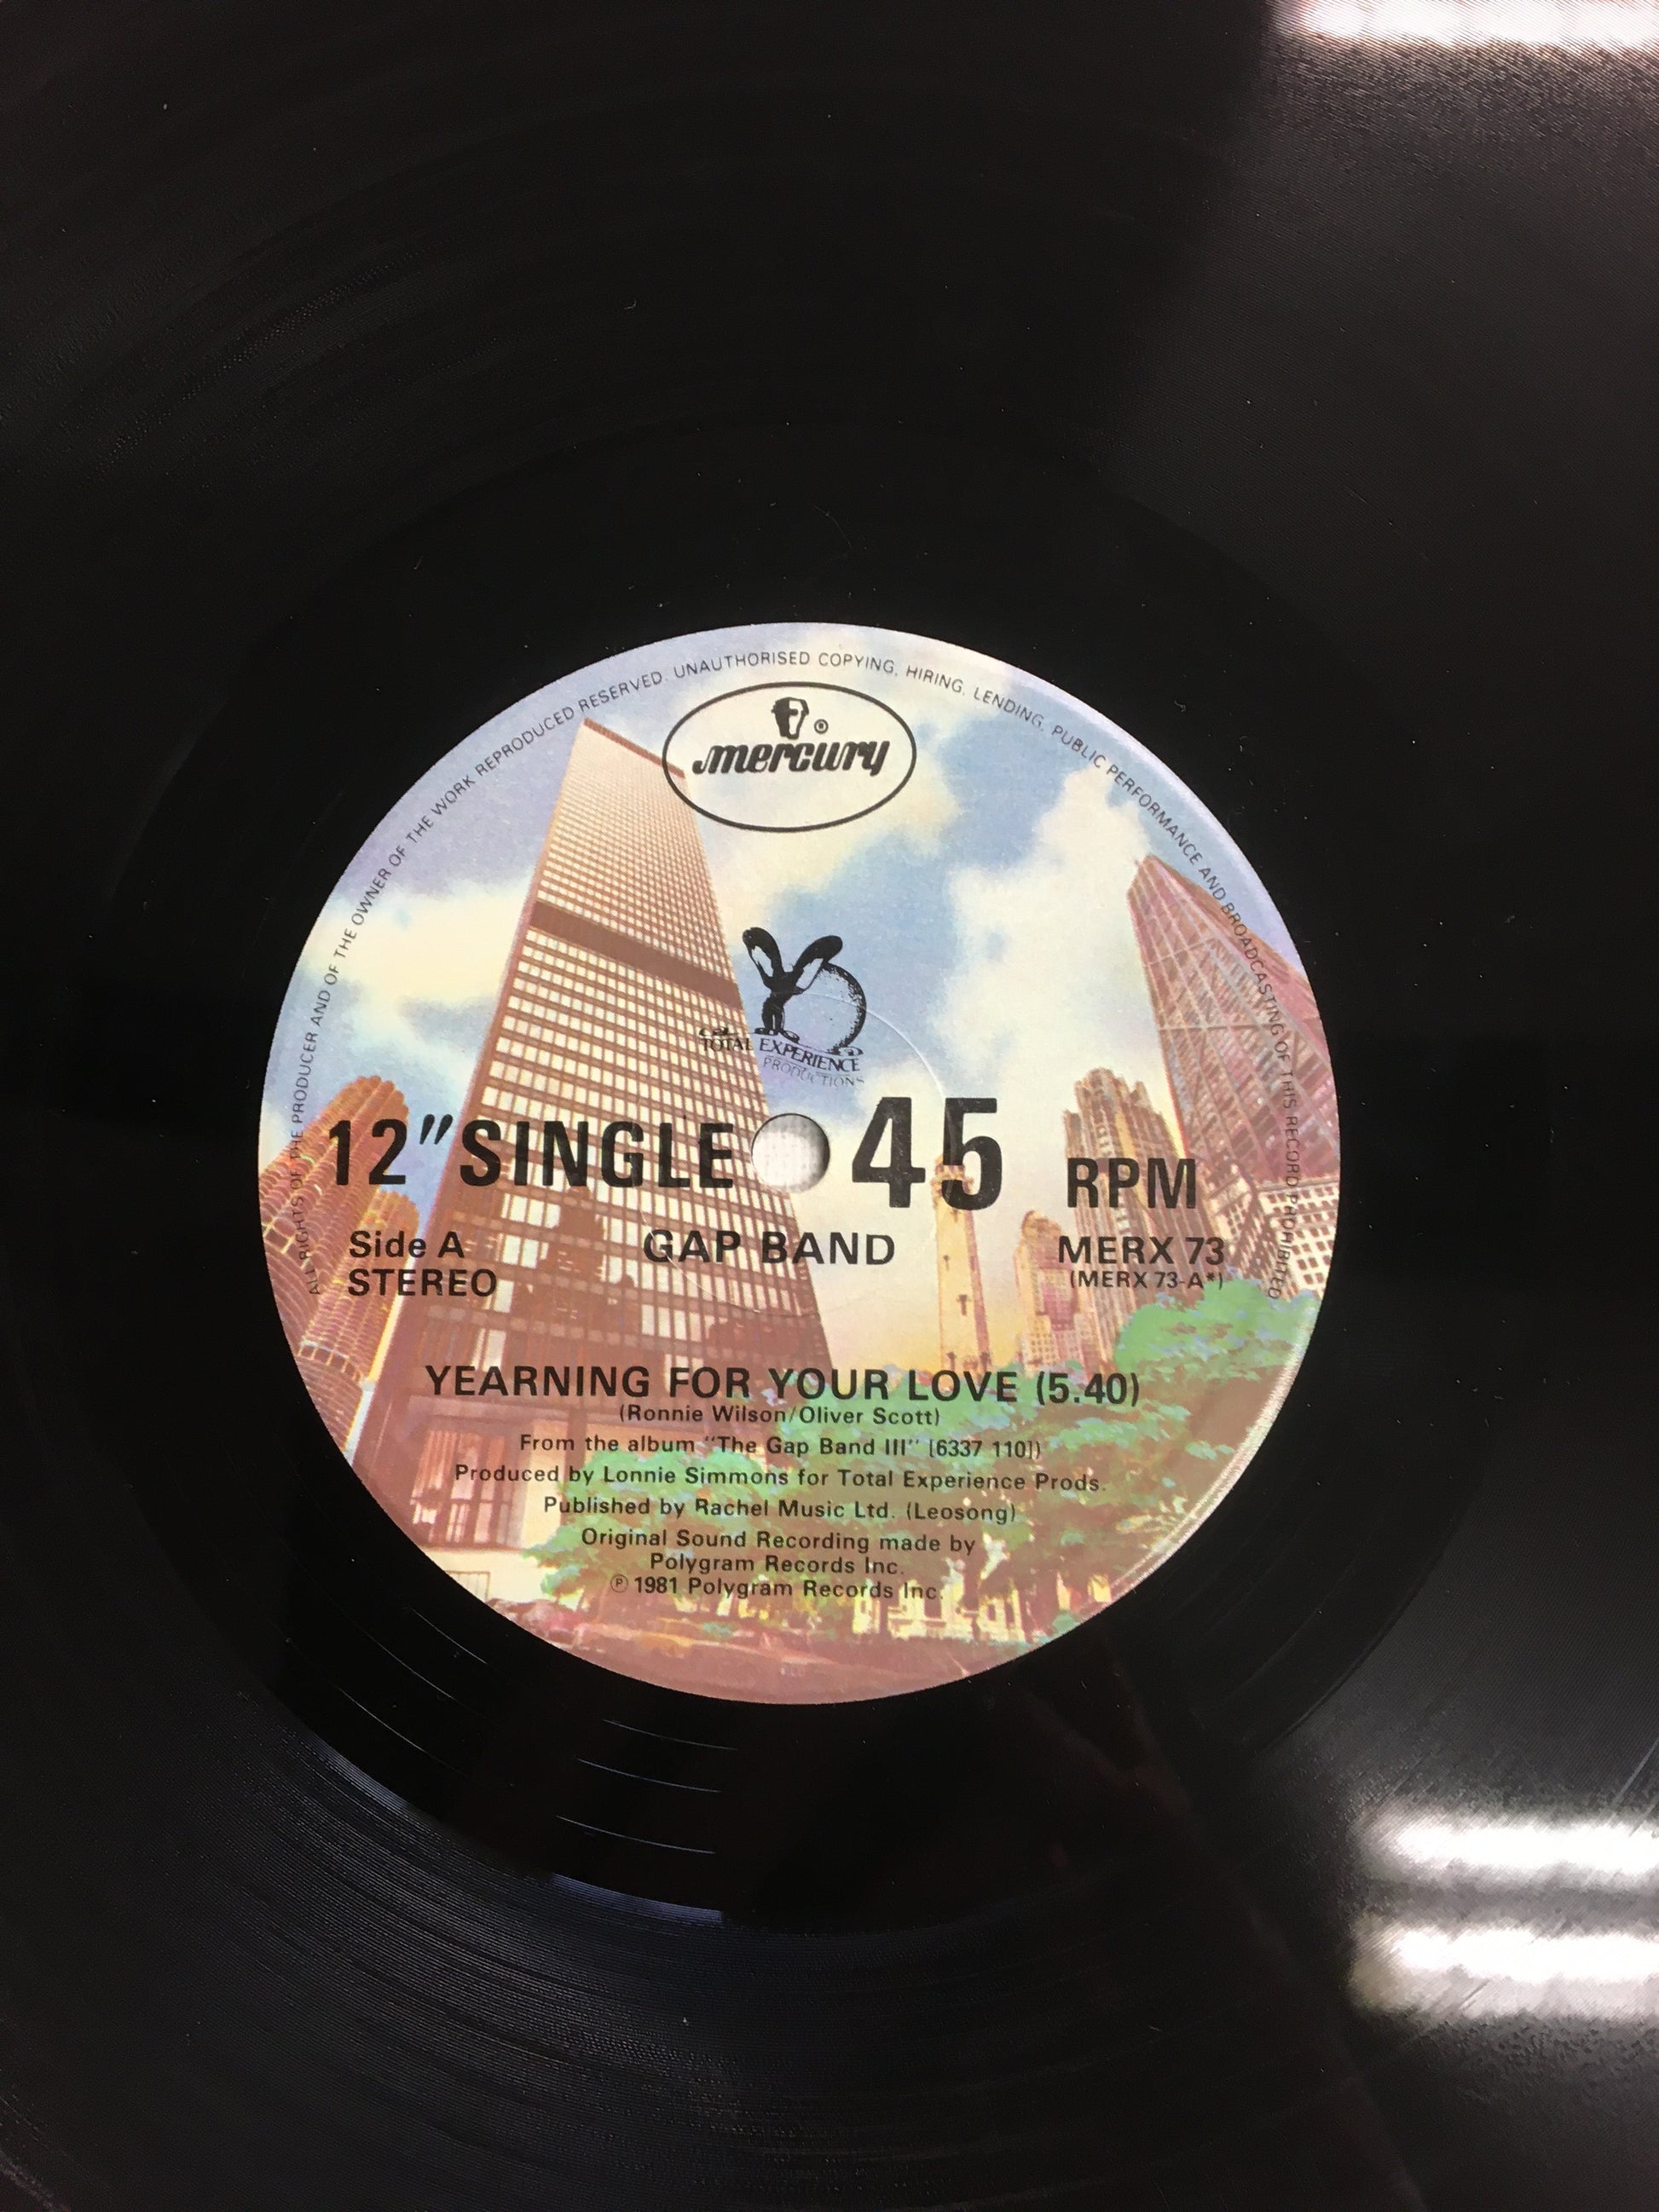 ALL RIGHTS OF THE PRODUCER AND OF THE OWNER OF THE WORK REPRODUCED RESERVED. UNAUTHORISED COPYING, HIRING, LENDING, PUBLIC PERFORMANCE AND BROADCASTING OF THIS RECORD PROHIBITED
®
mercury
TOTAL EXPERIENCE
PRODUCTIONS
12" SINGLE 45 RPM
Side A GAP BAND MERX 73
STEREO (MERX 73-A*)
YEARNING FOR YOUR LOVE (5.40)
(Ronnie Wilson/Oliver Scott)
From the album "The Gap Band III" [6337 110])
Produced by Lonnie Simmons for Total Experience Prods.
Published by Rachel Music Ltd. (Leosong)
Original Sound Recording made by
Polygram Records Inc.
℗ 1981 Polygram Records Inc.